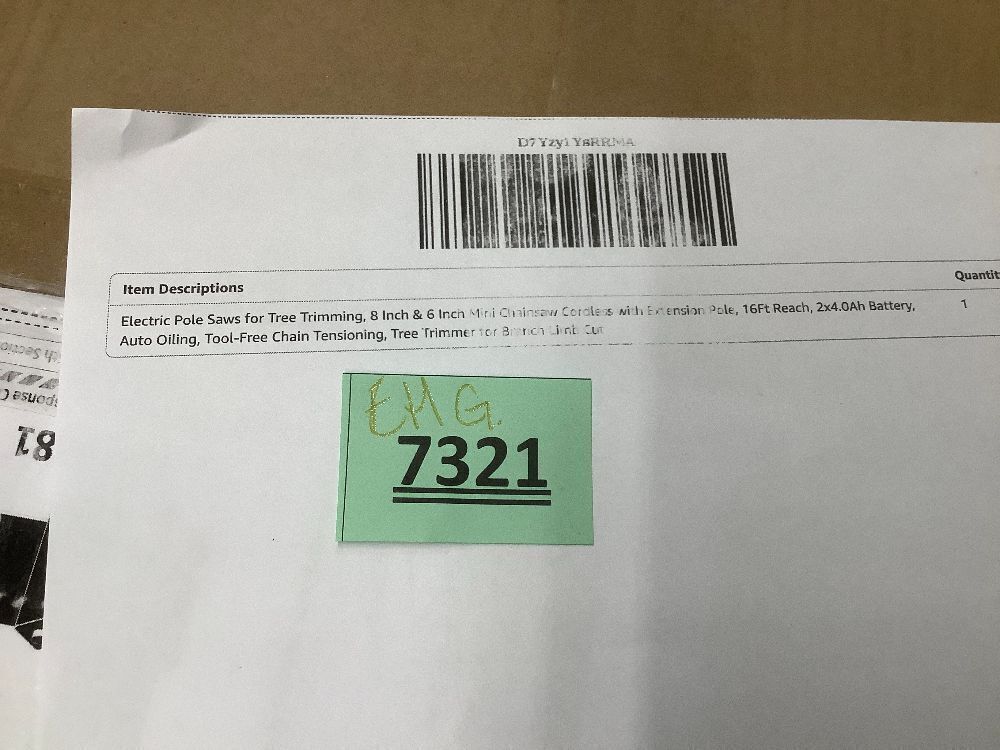 D7Yzy1YsRRMA
Item Descriptions
Quantit
Electric Pole Saws for Tree Trimming, 8 Inch & 6 Inch Mini Chainsaw Cordless with Extension Pole, 16Ft Reach, 2x4.0Ah Battery,
1
Auto Oiling, Tool-Free Chain Tensioning, Tree Trimmer for Branch Limb Cut
EHG.
7321
81